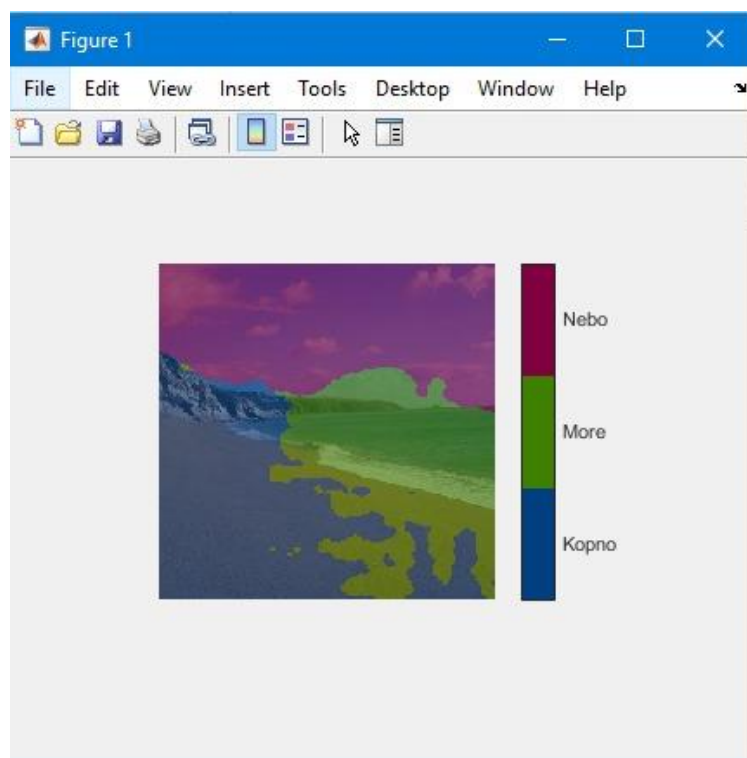 Figure 1
File Edit View Insert Tools Desktop Window Help
Nebo
More
Kopno